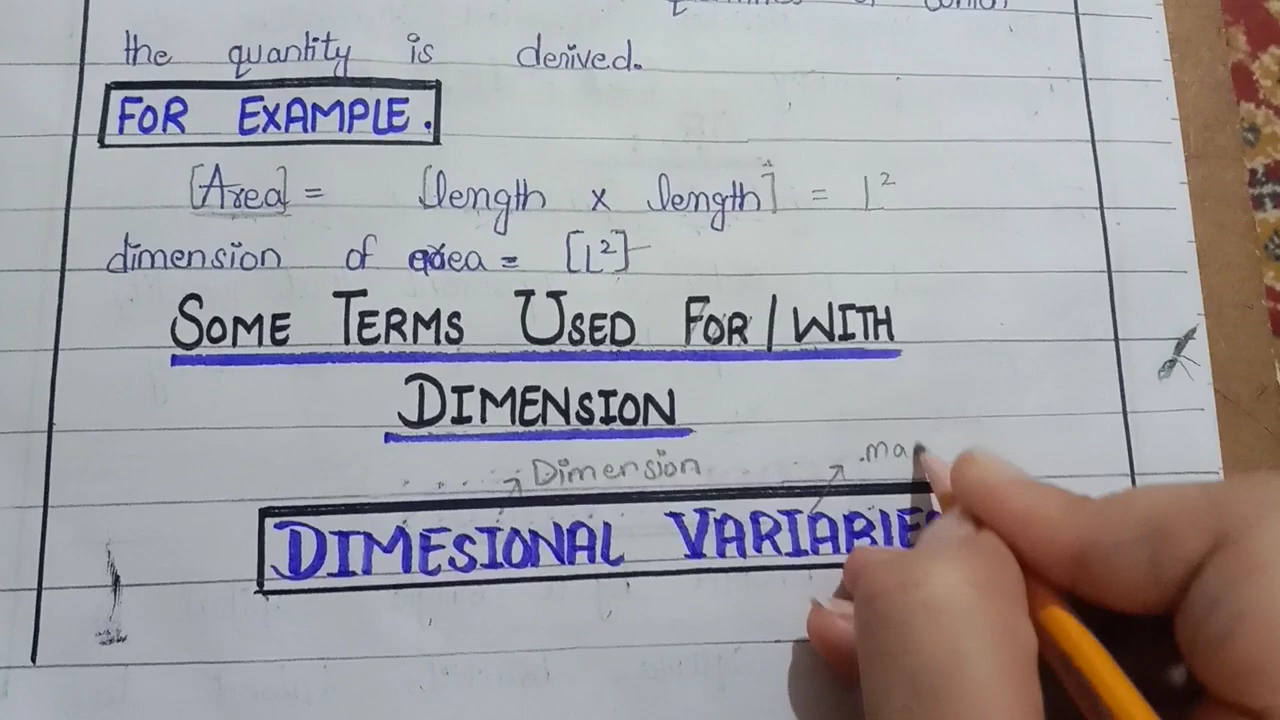 the quantity is derived.
FOR EXAMPLE.
[Area] = [length x length] = L²
dimension of area = [L²]
SOME TERMS USED FOR/WITH
DIMENSION
Dimension
ma
DIMESIONAL VARIABLE